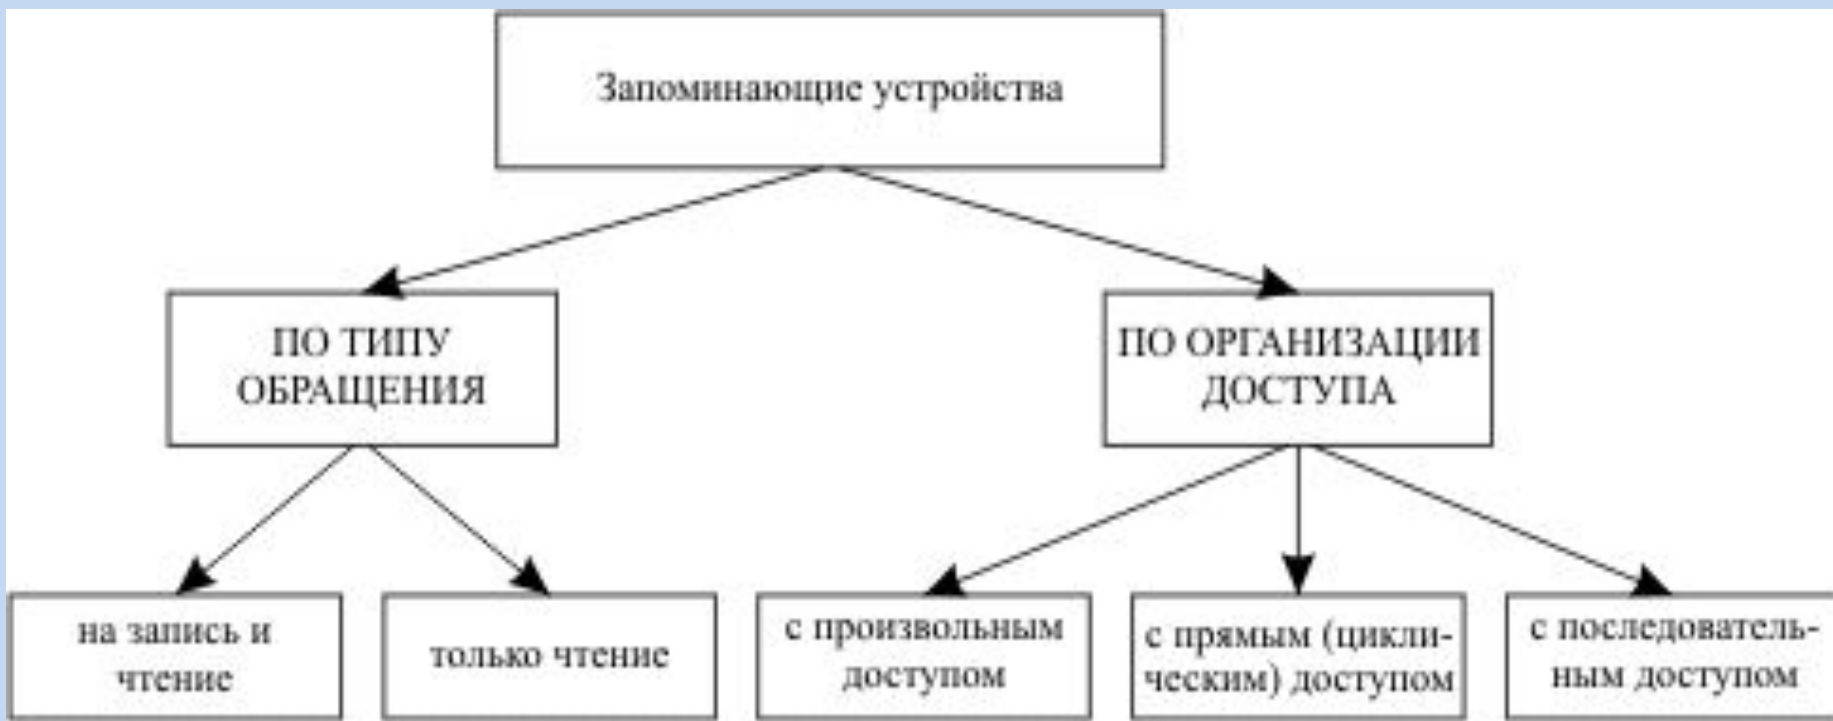 Запоминающие устройства
ПО ТИПУ
ОБРАЩЕНИЯ
ПО ОРГАНИЗАЦИИ
ДОСТУПА
на запись и
чтение
только чтение
с произвольным
доступом
с прямым (цикли-
ческим) доступом
с последователь-
ным доступом